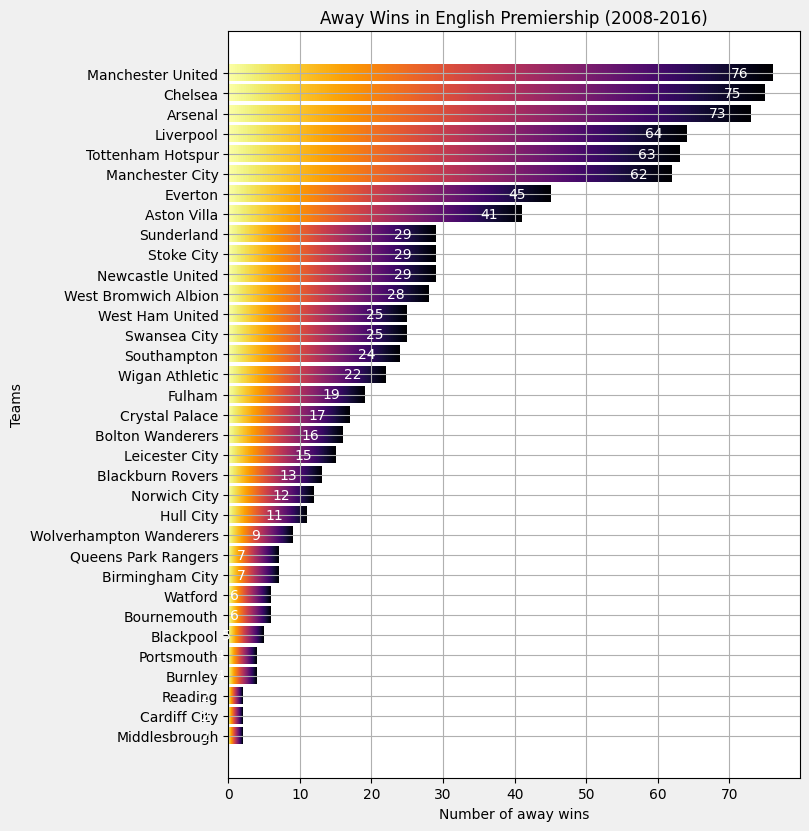 Away Wins in English Premiership (2008-2016)
Manchester United 76
Chelsea 75
Arsenal 73
Liverpool 64
Tottenham Hotspur 63
Manchester City 62
Everton 45
Aston Villa 41
Sunderland 29
Stoke City 29
Newcastle United 29
West Bromwich Albion 28
West Ham United 25
Swansea City 25
Southampton 24
Wigan Athletic 22
Fulham 19
Crystal Palace 17
Bolton Wanderers 16
Leicester City 15
Blackburn Rovers 13
Norwich City 12
Hull City 11
Wolverhampton Wanderers 9
Queens Park Rangers 7
Birmingham City 7
Watford 6
Bournemouth 6
Blackpool
Portsmouth
Burnley
Reading
Cardiff City
Middlesbrough
Teams
0 10 20 30 40 50 60 70
Number of away wins